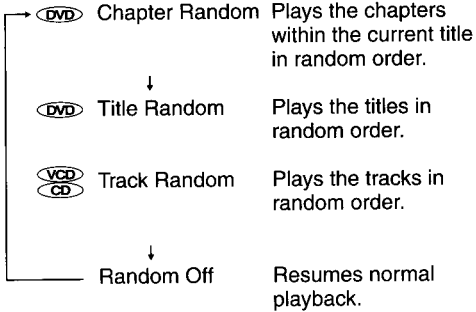 DVD Chapter Random Plays the chapters
within the current title
in random order.
DVD Title Random Plays the titles in
random order.
VCD
CD
Track Random Plays the tracks in
random order.
Random Off Resumes normal
playback.